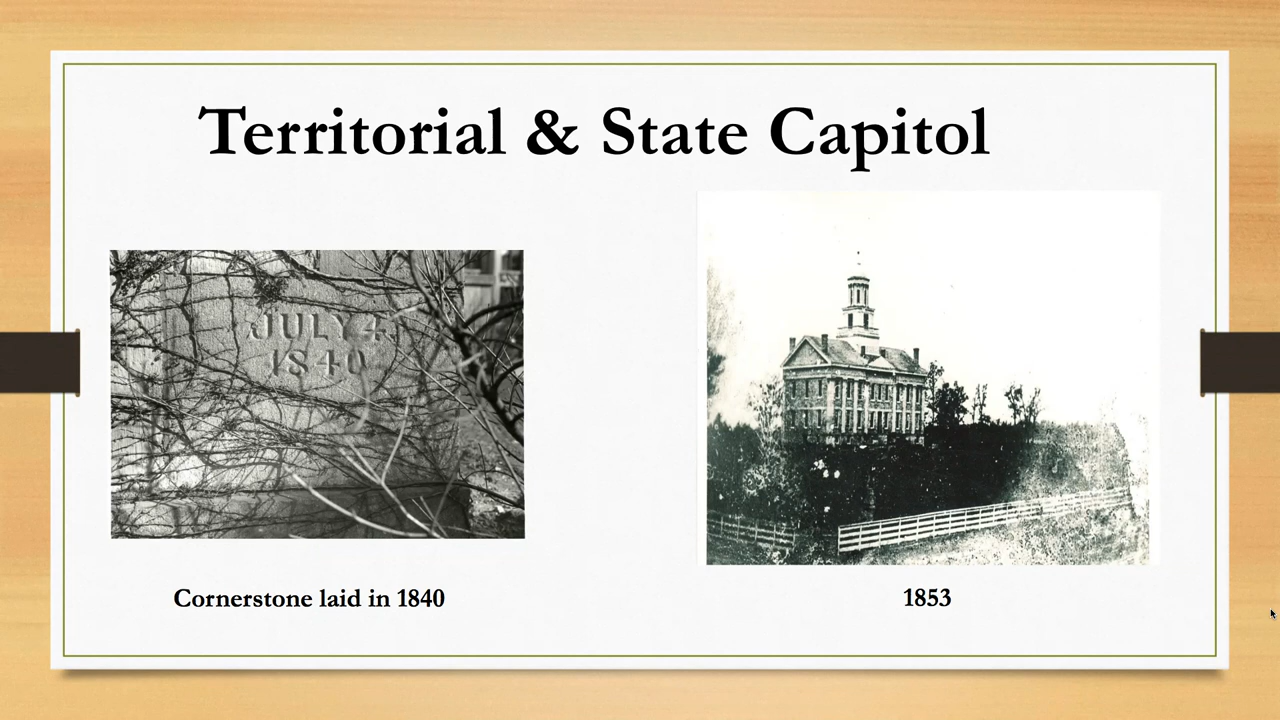 Territorial & State Capitol
JULY 4
1840
Cornerstone laid in 1840
1853